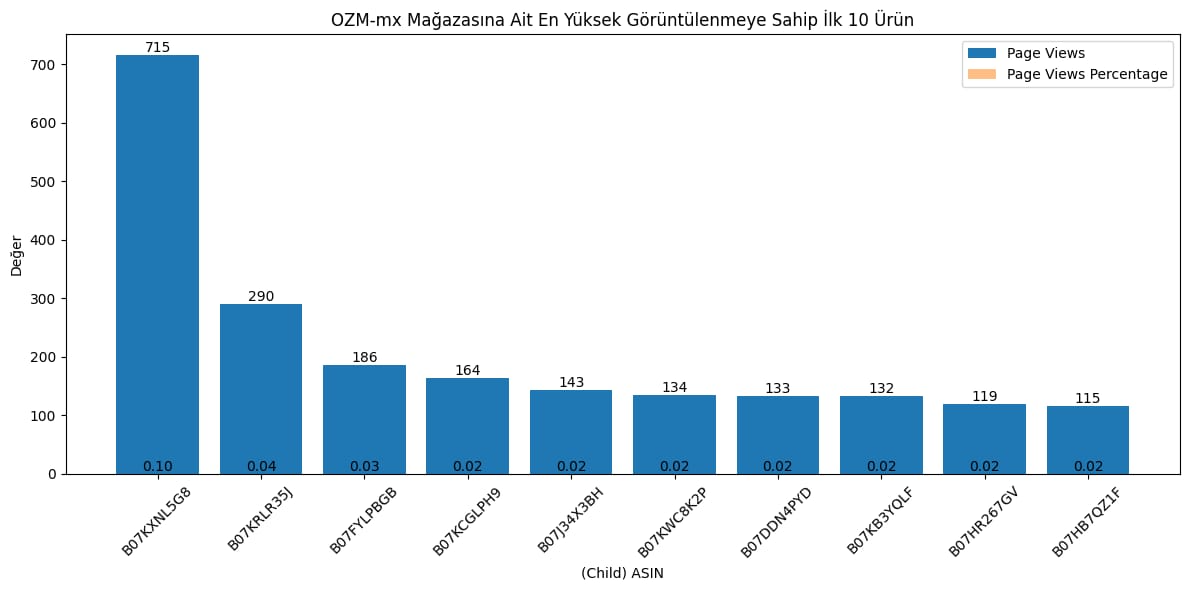 OZM-mx Mağazasına Ait En Yüksek Görüntülenmeye Sahip İlk 10 Ürün
Page Views
Page Views Percentage
Değer
700
600
500
400
300
200
100
0
715
290
186
164
143
134
133
132
119
115
0.10
0.04
0.03
0.02
0.02
0.02
0.02
0.02
0.02
0.02
B07KXNL5G8
B07KRLR35J
B07FYLPBGB
B07KCGLPH9
B07J34X3BH
B07KWC8K2P
B07DDN4PYD
B07KB3YQLF
B07HR267GV
B07HB7QZ1F
(Child) ASIN